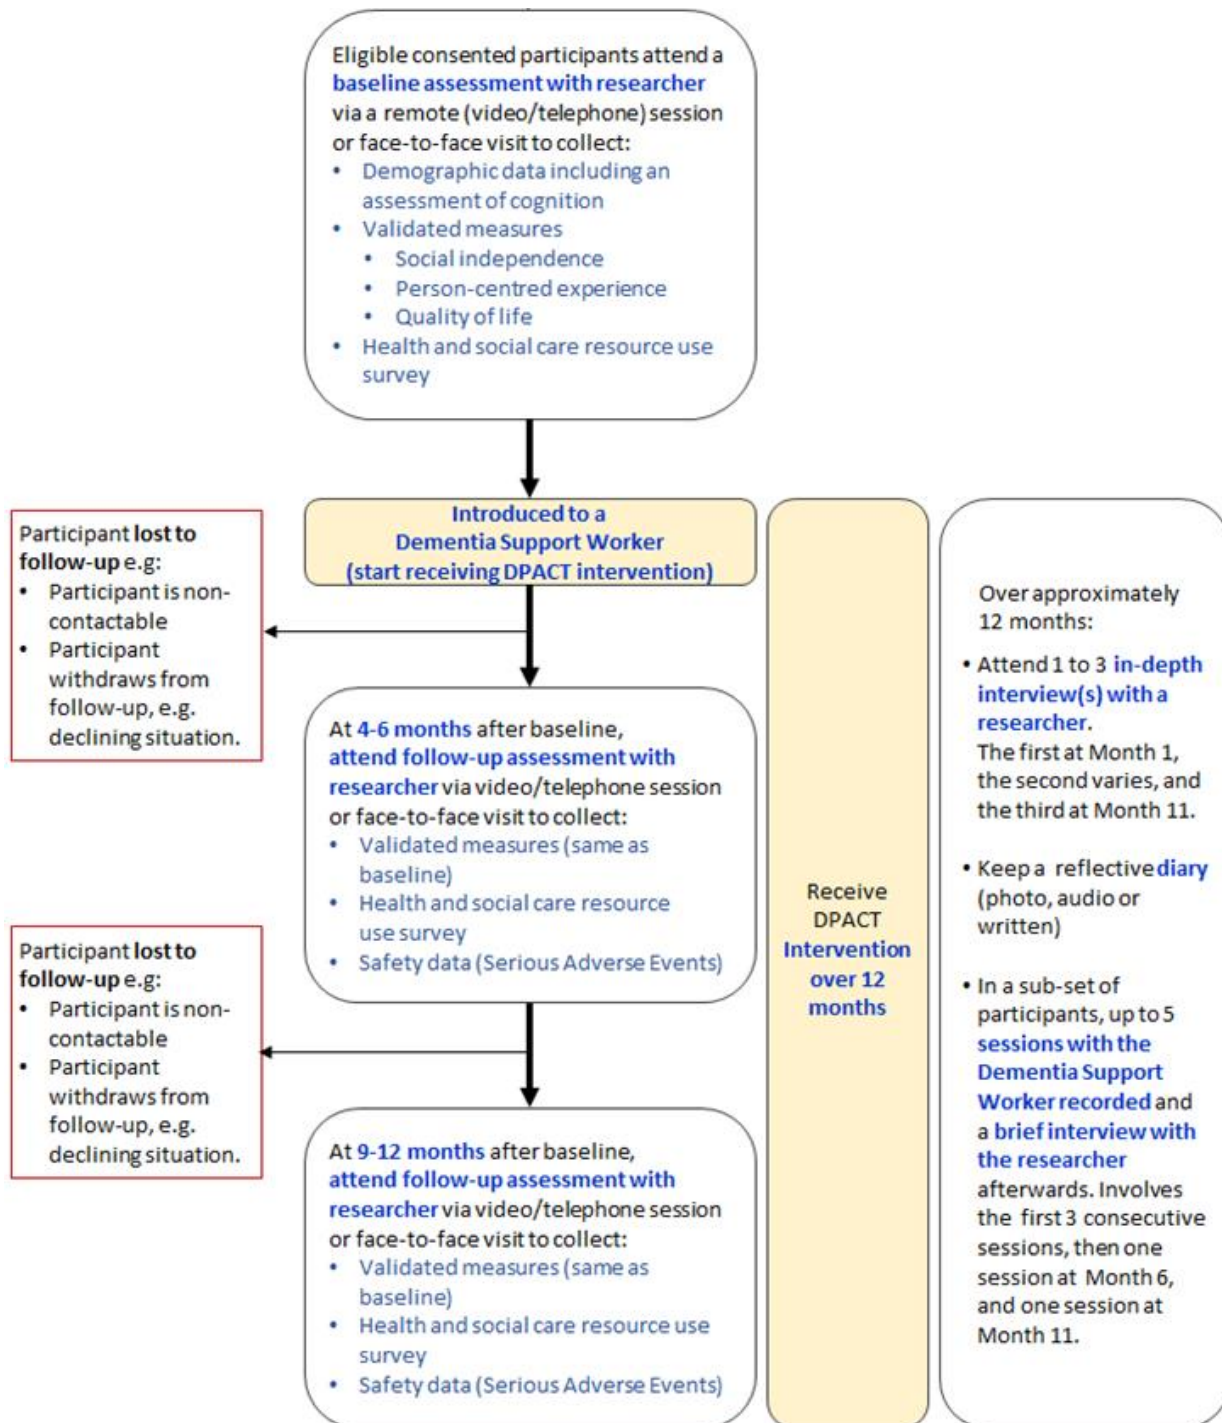 Eligible consented participants attend a
baseline assessment with researcher
via a remote (video/telephone) session
or face-to-face visit to collect:
• Demographic data including an
assessment of cognition
• Validated measures
• Social independence
• Person-centred experience
• Quality of life
• Health and social care resource use
survey
Introduced to a
Dementia Support Worker
(start receiving DPACT intervention)
Participant lost to
follow-up e.g:
• Participant is non-
contactable
• Participant
withdraws from
follow-up, e.g.
declining situation.
At 4-6 months after baseline,
attend follow-up assessment with
researcher via video/telephone session
or face-to-face visit to collect:
• Validated measures (same as
baseline)
• Health and social care resource
use survey
• Safety data (Serious Adverse Events)
Participant lost to
follow-up e.g:
• Participant is non-
contactable
• Participant
withdraws from
follow-up, e.g.
declining situation.
At 9-12 months after baseline,
attend follow-up assessment with
researcher via video/telephone session
or face-to-face visit to collect:
• Validated measures (same as
baseline)
• Health and social care resource use
survey
• Safety data (Serious Adverse Events)
Receive
DPACT
Intervention
over 12
months
Over approximately
12 months:
• Attend 1 to 3 in-depth
interview(s) with a
researcher.
The first at Month 1,
the second varies, and
the third at Month 11.
• Keep a reflective diary
(photo, audio or
written)
• In a sub-set of
participants, up to 5
sessions with the
Dementia Support
Worker recorded and
a brief interview with
the researcher
afterwards. Involves
the first 3 consecutive
sessions, then one
session at Month 6,
and one session at
Month 11.